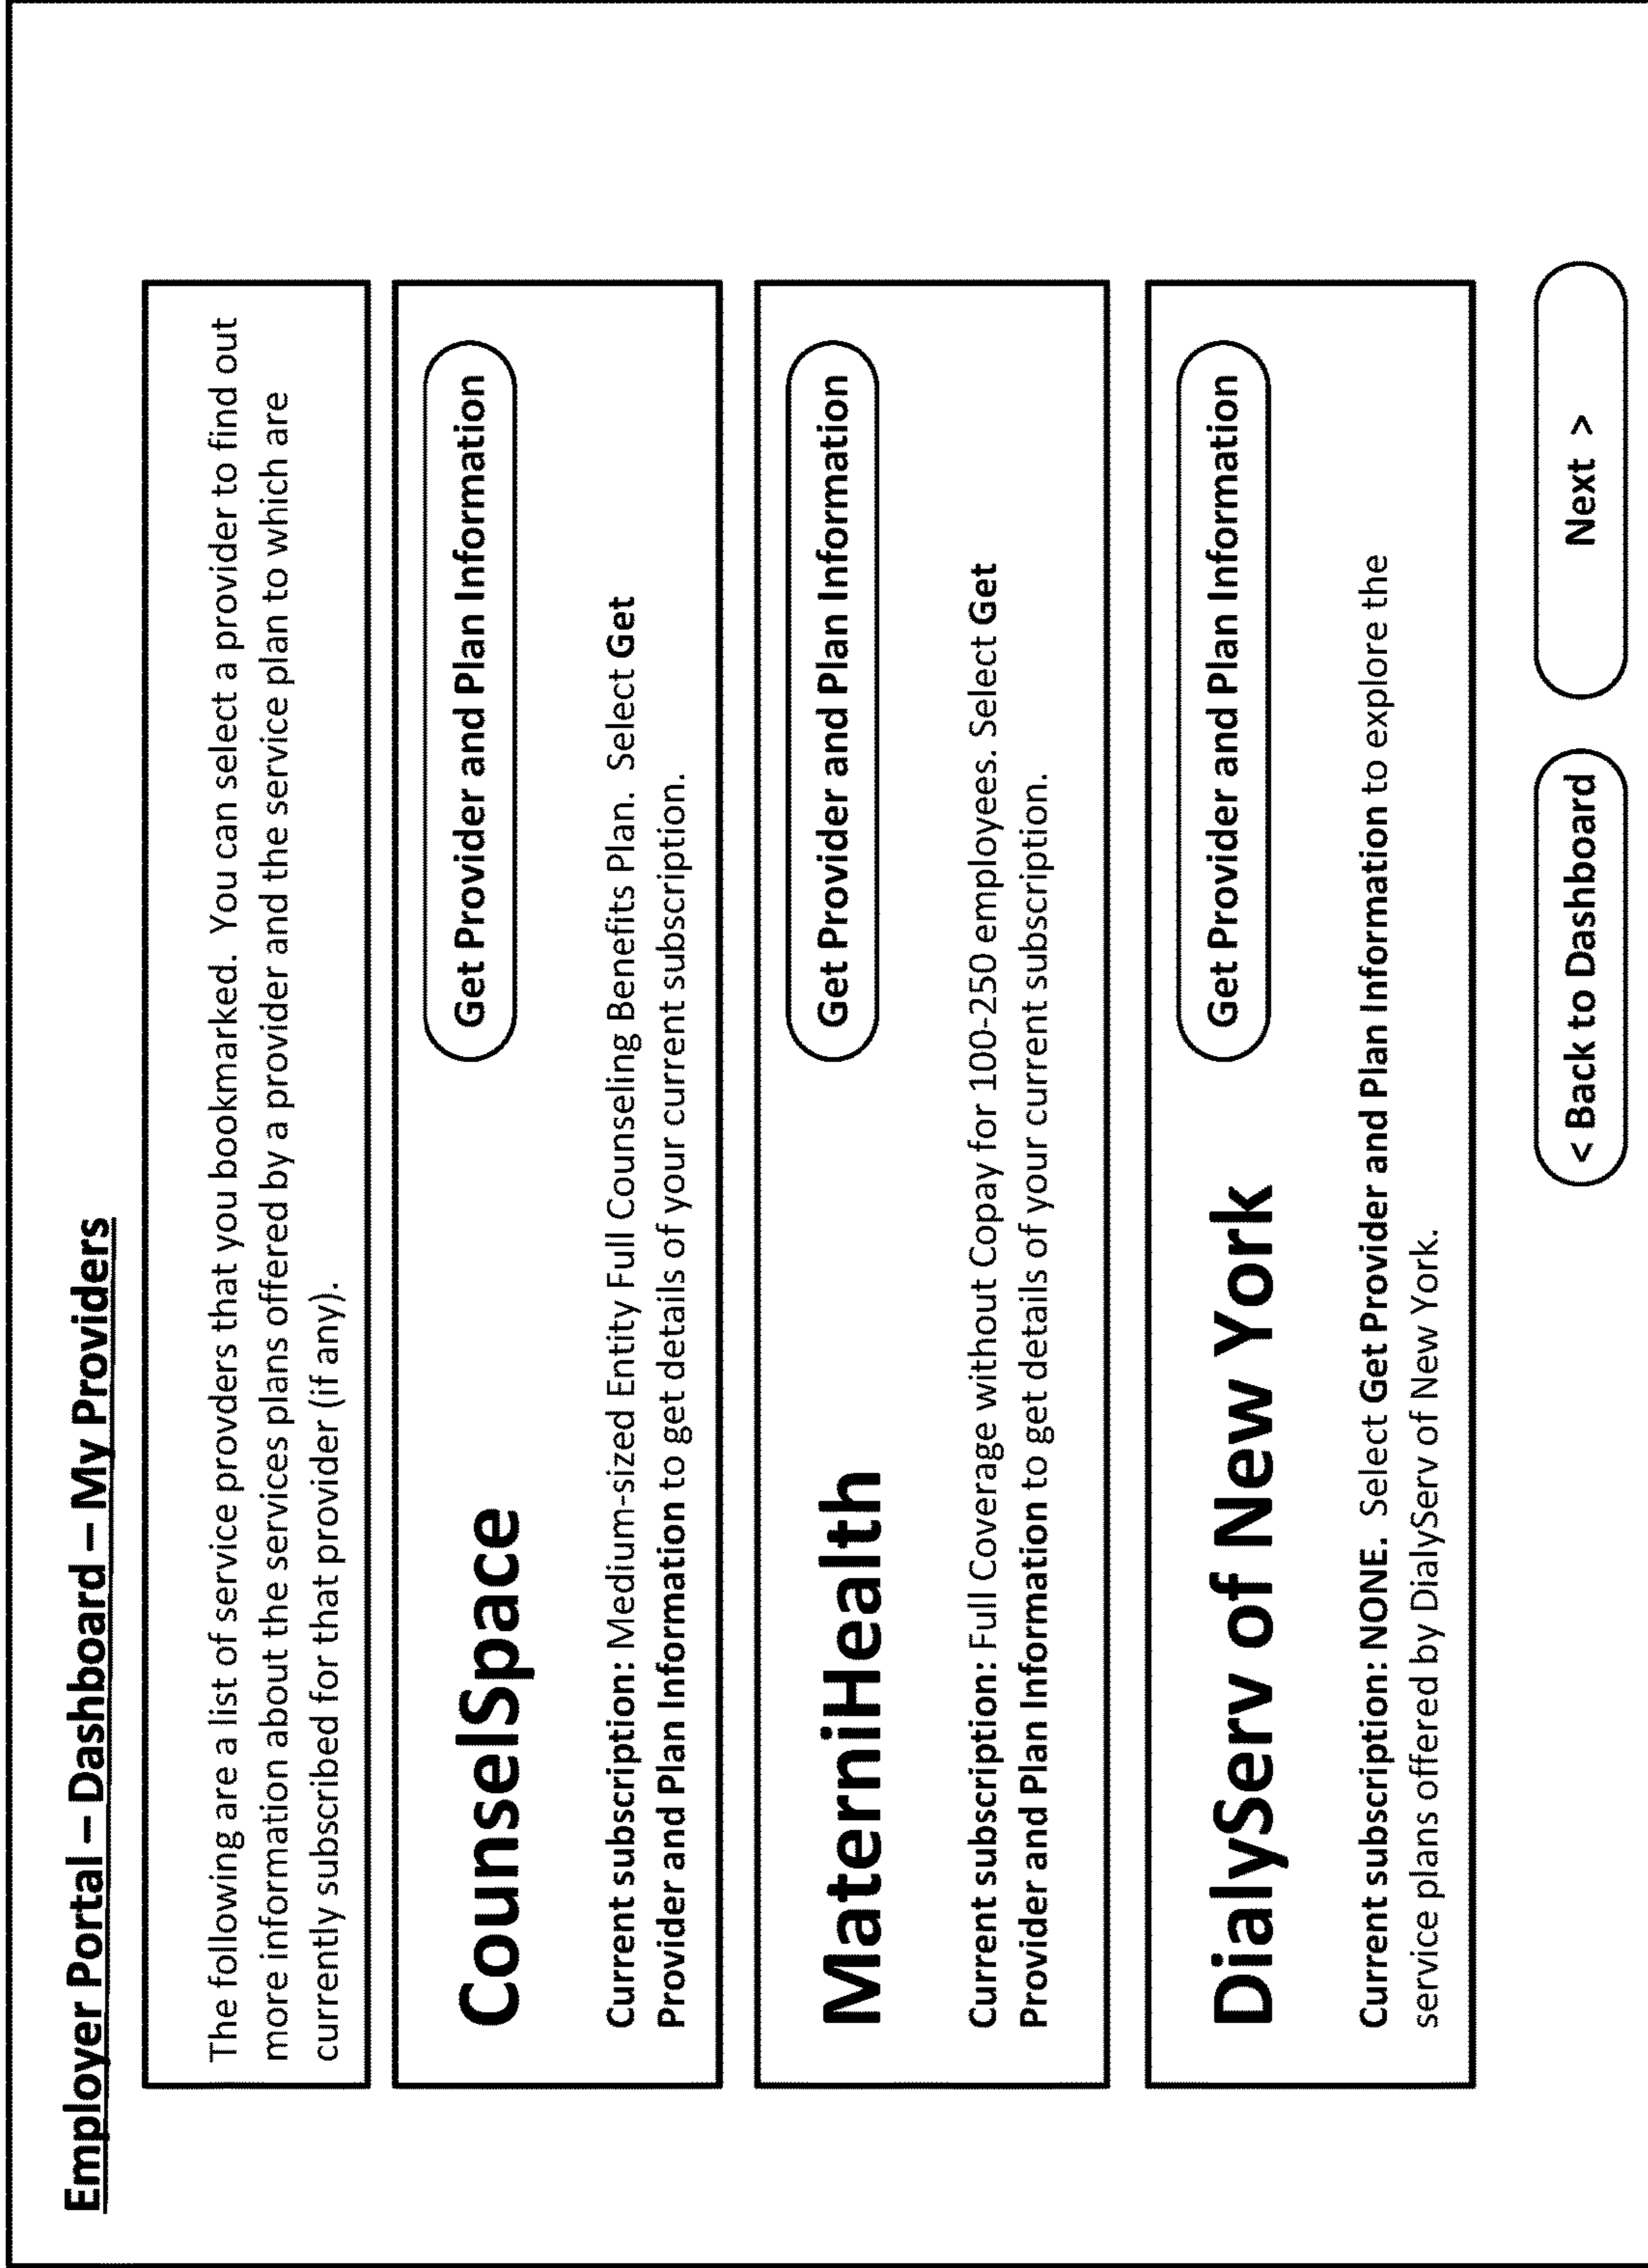 Employer Portal – Dashboard – My Providers
The following are a list of service providers that you bookmarked.  You can select a provider to find out
more information about the services plans offered by a provider and the service plan to which are
currently subscribed for that provider (if any).
CounselSpace
Get Provider and Plan Information
Current subscription: Medium-sized Entity Full Counseling Benefits Plan.  Select Get
Provider and Plan Information to get details of your current subscription.
MaterniHealth
Get Provider and Plan Information
Current subscription: Full Coverage without Copay for 100-250 employees. Select Get
Provider and Plan Information to get details of your current subscription.
DialyServ of New York
Get Provider and Plan Information
Current subscription: NONE.  Select Get Provider and Plan Information to explore the
service plans offered by DialyServ of New York.
< Back to Dashboard
Next >